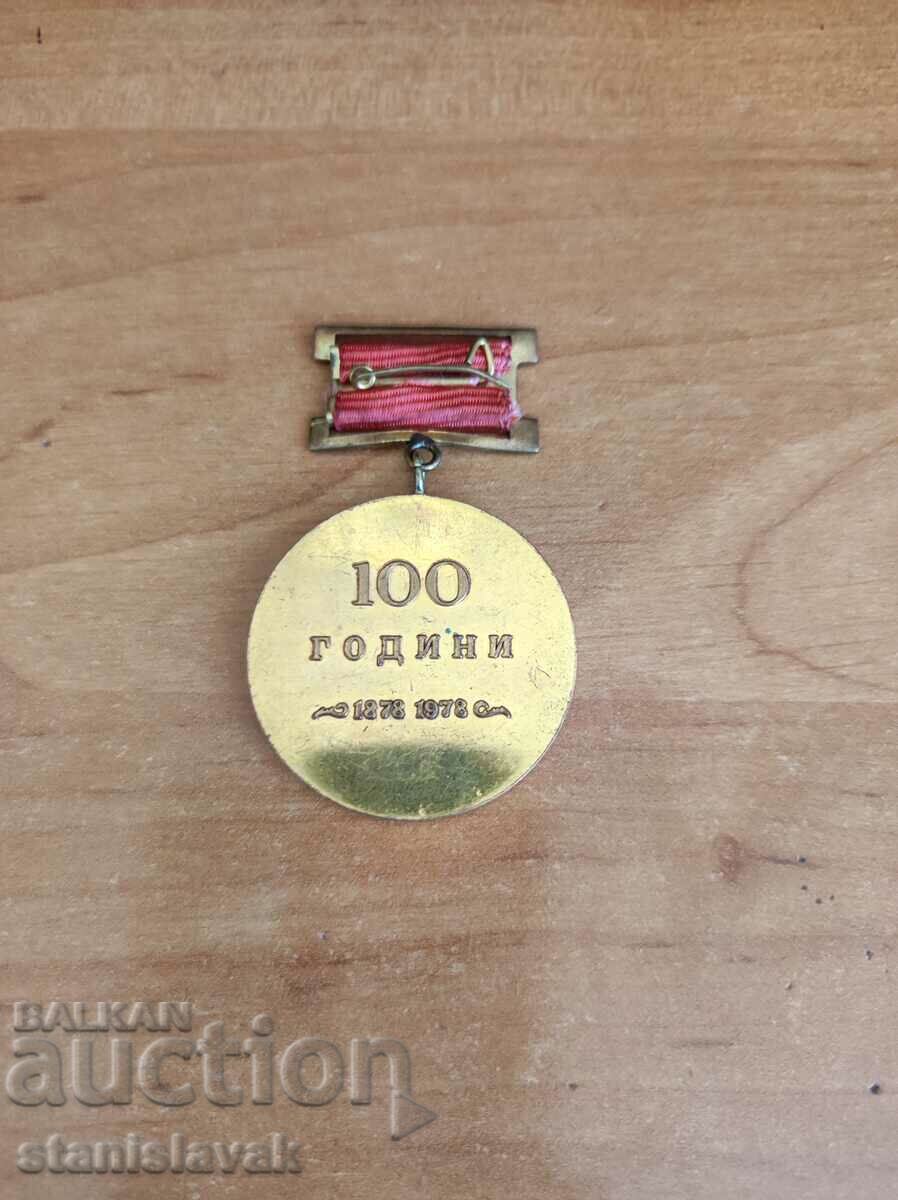 100
ГОДИНИ
1878 1978
BALKAN
auction
stanislavak